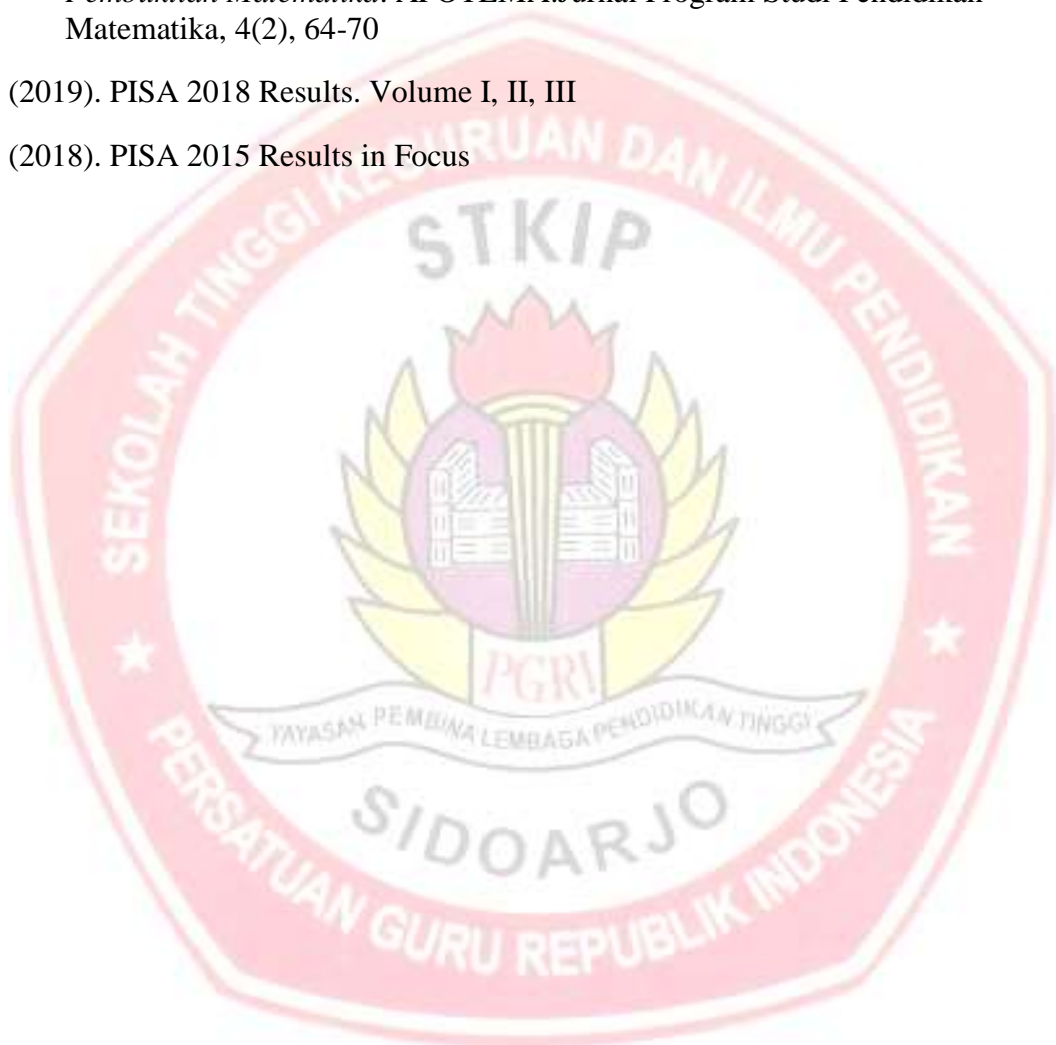 Pembuktian Matematika. APOTEMA:Jurnal Program Studi Pendidikan
Matematika, 4(2), 64-70
(2019). PISA 2018 Results. Volume I, II, III
(2018). PISA 2015 Results in Focus
SEKOLAH TINGGI KEGURUAN DAN ILMU PENDIDIKAN
STKIP
PGRI
YAYASAN PEMBINA LEMBAGA PENDIDIKAN TINGGI
SIDOARJO
PERSATUAN GURU REPUBLIK INDONESIA